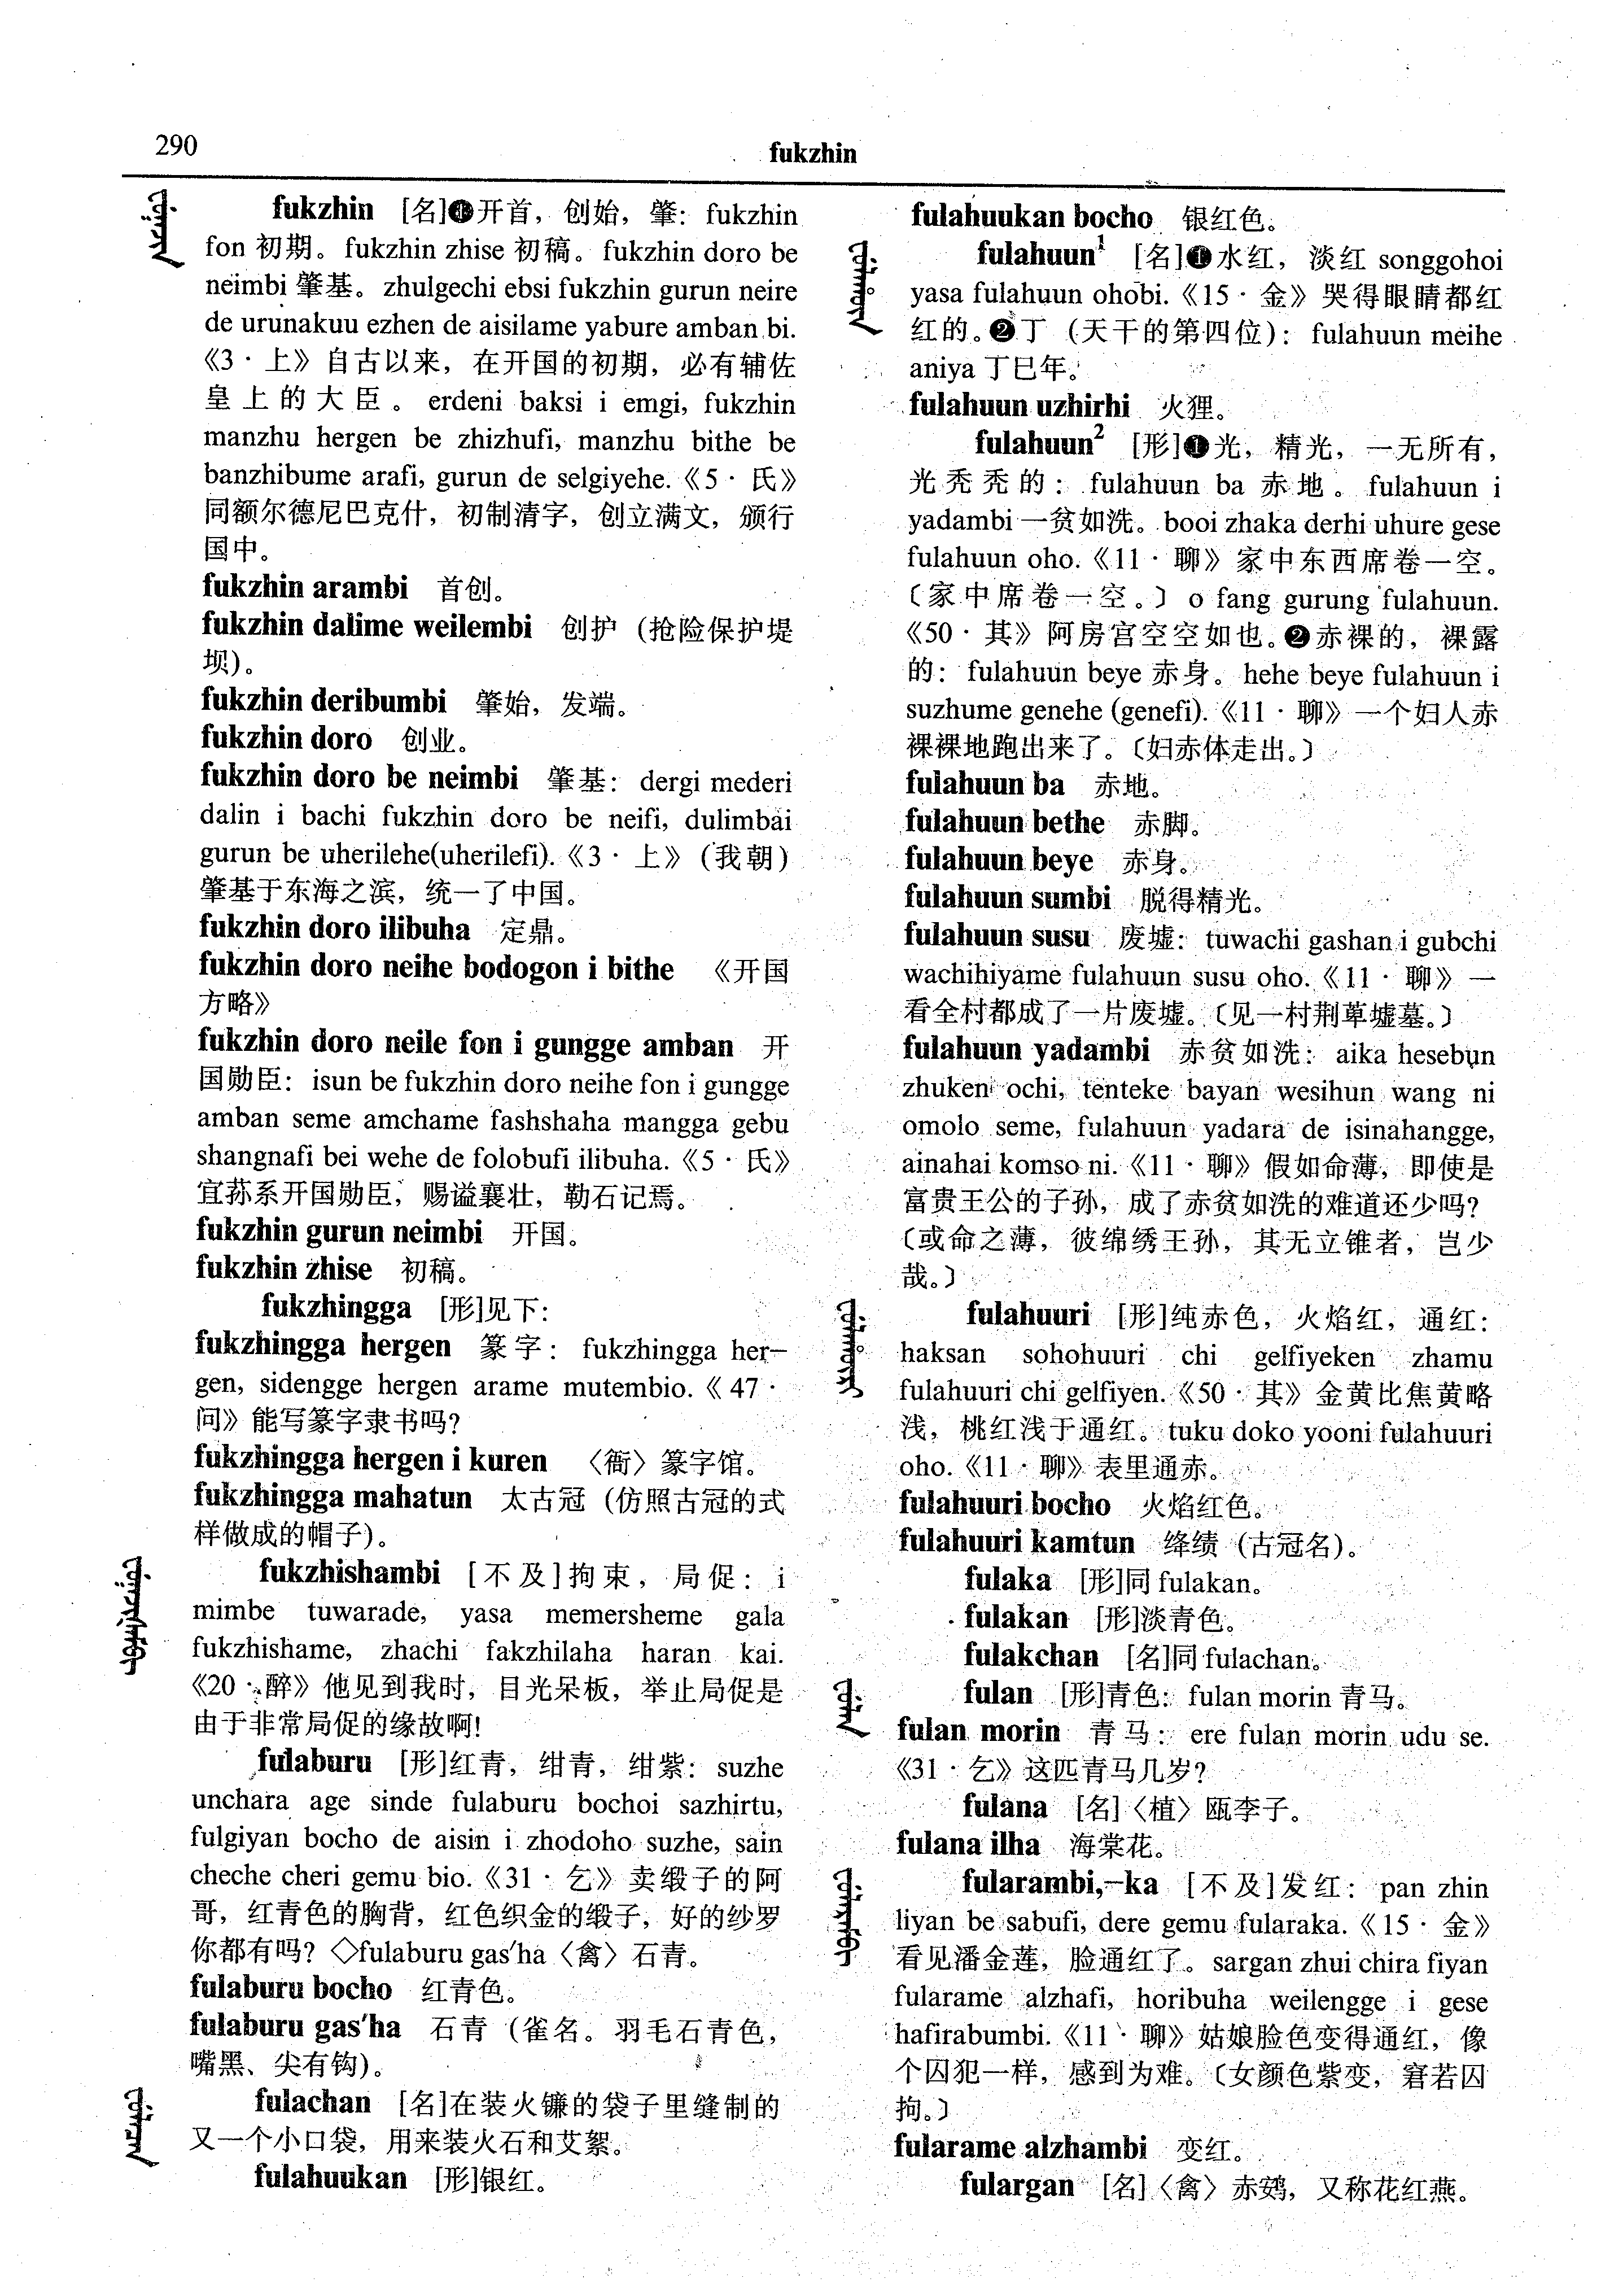 290
fukzhin
fukzhin [名]❶开首，创始，肇：fukzhin
fon 初期。fukzhin zhise 初稿。fukzhin doro be
neimbi 肇基。zhulgechi ebsi fukzhin gurun neire
de urunakuu ezhen de aisilame yabure amban bi.
《3·上》自古以来，在开国的初期，必有辅佐
皇上的大臣。erdeni baksi i emgi, fukzhin
manzhu hergen be zhizhufi, manzhu bithe be
banzhibume arafi, gurun de selgiyehe.《5·氏》
同额尔德尼巴克什，初制清字，创立满文，颁行
国中。
fukzhin arambi 首创。
fukzhin dalime weilembi 创护（抢险保护堤
坝）。
fukzhin deribumbi 肇始，发端。
fukzhin doro 创业。
fukzhin doro be neimbi 肇基：dergi mederi
dalin i bachi fukzhin doro be neifi, dulimbai
gurun be uherilehe(uherilefi).《3·上》（我朝）
肇基于东海之滨，统一了中国。
fukzhin doro ilibuha 定鼎。
fukzhin doro neihe bodogon i bithe 《开国
方略》
fukzhin doro neile fon i gungge amban 开
国勋臣：isun be fukzhin doro neihe fon i gungge
amban seme amchame fashshaha mangga gebu
shangnafi bei wehe de folobufi ilibuha.《5·氏》
宜荪系开国勋臣，赐谥襄壮，勒石记焉。
fukzhin gurun neimbi 开国。
fukzhin zhise 初稿。
fukzhingga [形]见下：
fukzhingga hergen 篆字：fukzhingga her-
gen, sidengge hergen arame mutembio.《47·
问》能写篆字隶书吗？
fukzhingga hergen i kuren 〈衙〉篆字馆。
fukzhingga mahatun 太古冠（仿照古冠的式
样做成的帽子）。
fukzhishambi [不及]拘束，局促：i
mimbe tuwarade, yasa memersheme gala
fukzhishame, zhachi fakzhilaha haran kai.
《20·醉》他见到我时，目光呆板，举止局促是
由于非常局促的缘故啊！
fulaburu [形]红青，绀青，绀紫：suzhe
unchara age sinde fulaburu bochoi sazhirtu,
fulgiyan bocho de aisin i zhodoho suzhe, sain
cheche cheri gemu bio.《31·乞》卖缎子的阿
哥，红青色的胸背，红色织金的缎子，好的纱罗
你都有吗？◇fulaburu gas'ha〈禽〉石青。
fulaburu bocho 红青色。
fulaburu gas'ha 石青（雀名。羽毛石青色，
嘴黑、尖有钩）。
fulachan [名]在装火镰的袋子里缝制的
又一个小口袋，用来装火石和艾絮。
fulahuukan [形]银红。
fulahuukan bocho 银红色。
fulahuun¹ [名]❶水红，淡红 songgohoi
yasa fulahuun ohobi.《15·金》哭得眼睛都红
红的。❷丁（天干的第四位）：fulahuun meihe
aniya 丁巳年。
fulahuun uzhirhi 火狸。
fulahuun² [形]❶光，精光，一无所有，
光秃秃的：fulahuun ba 赤地。fulahuun i
yadambi 一贫如洗。booi zhaka derhi uhure gese
fulahuun oho.《11·聊》家中东西席卷一空。
〔家中席卷一空。〕o fang gurung fulahuun.
《50·其》阿房宫空空如也。❷赤裸的，裸露
的：fulahuun beye 赤身。hehe beye fulahuun i
suzhume genehe (genefi).《11·聊》一个妇人赤
裸裸地跑出来了。〔妇赤体走出。〕
fulahuun ba 赤地。
fulahuun bethe 赤脚。
fulahuun beye 赤身。
fulahuun sumbi 脱得精光。
fulahuun susu 废墟：tuwachi gashan i gubchi
wachihiyame fulahuun susu oho.《11·聊》一
看全村都成了一片废墟。〔见一村荆草墟墓。〕
fulahuun yadambi 赤贫如洗：aika hesebun
zhuken ochi, tenteke bayan wesihun wang ni
omolo seme, fulahuun yadara de isinahangge,
ainahai komso ni.《11·聊》假如命薄，即使是
富贵王公的子孙，成了赤贫如洗的难道还少吗？
〔或命之薄，彼绵绣王孙，其无立锥者，岂少
哉。〕
fulahuuri [形]纯赤色，火焰红，通红：
haksan sohohuuri chi gelfiyeken zhamu
fulahuuri chi gelfiyen.《50·其》金黄比焦黄略
浅，桃红浅于通红。tuku doko yooni fulahuuri
oho.《11·聊》表里通赤。
fulahuuri bocho 火焰红色。
fulahuuri kamtun 绛绩（古冠名）。
fulaka [形]同 fulakan。
fulakan [形]淡青色。
fulakchan [名]同 fulachan。
fulan [形]青色：fulan morin 青马。
fulan morin 青马：ere fulan morin udu se.
《31·乞》这匹青马几岁？
fulana [名]〈植〉瓯李子。
fulana ilha 海棠花。
fularambi,-ka [不及]发红：pan zhin
liyan be sabufi, dere gemu fularaka.《15·金》
看见潘金莲，脸通红了。sargan zhui chira fiyan
fularame alzhafi, horibuha weilengge i gese
hafirabumbi.《11·聊》姑娘脸色变得通红，像
个囚犯一样，感到为难。〔女颜色紫变，窘若囚
拘。〕
fularame alzhambi 变红。
fulargan [名]〈禽〉赤鹀，又称花红燕。